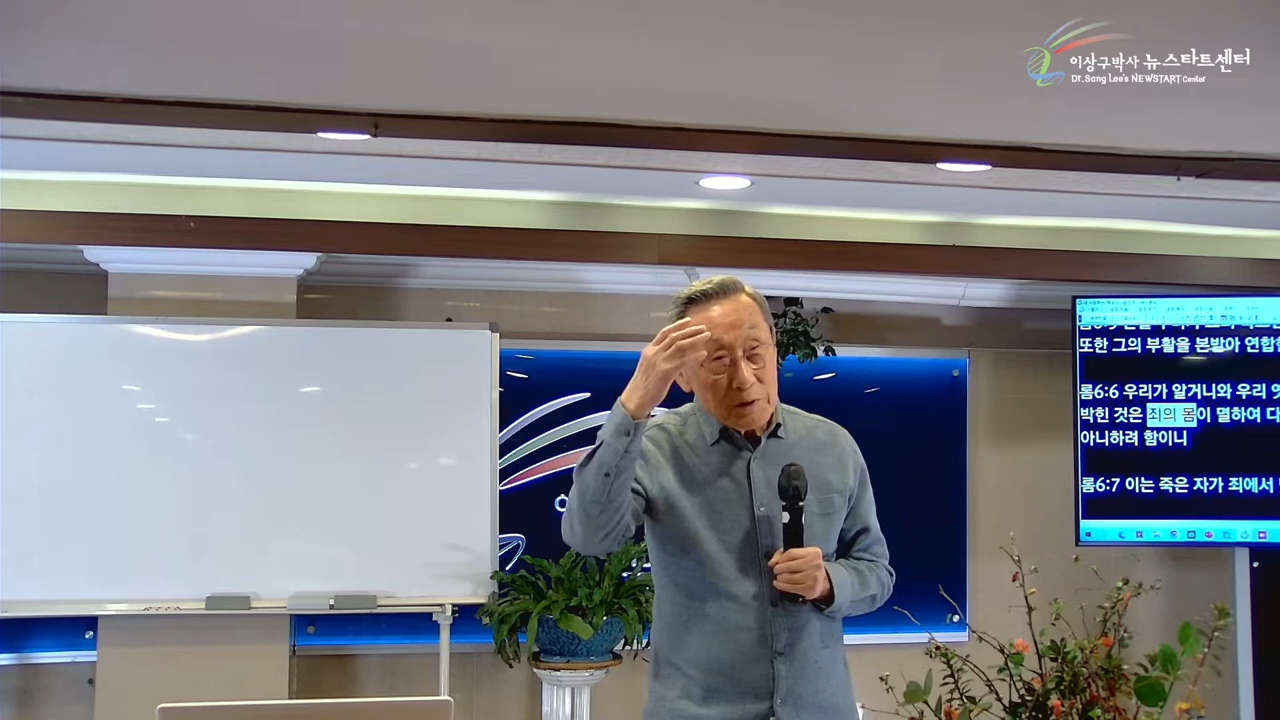 이상구박사 뉴스타트센터
Dr. Sang Lee's NEWSTART Center
또한 그의 부활을 본받아 연합한
롬6:6 우리가 알거니와 우리 옛
박힌 것은 죄의 몸이 멸하여 다
아니하려 함이니
롬6:7 이는 죽은 자가 죄에서